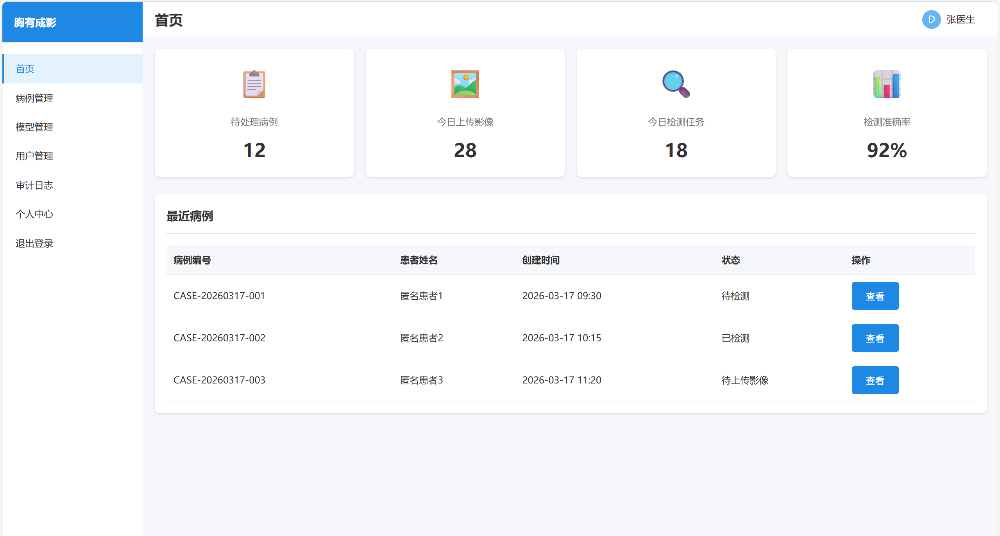 胸有成影
首页
病例管理
模型管理
用户管理
审计日志
个人中心
退出登录
首页
D 张医生
待处理病例
12
今日上传影像
28
今日检测任务
18
检测准确率
92%
最近病例
病例编号 患者姓名 创建时间 状态 操作
CASE-20260317-001 匿名患者1 2026-03-17 09:30 待检测 查看
CASE-20260317-002 匿名患者2 2026-03-17 10:15 已检测 查看
CASE-20260317-003 匿名患者3 2026-03-17 11:20 待上传影像 查看